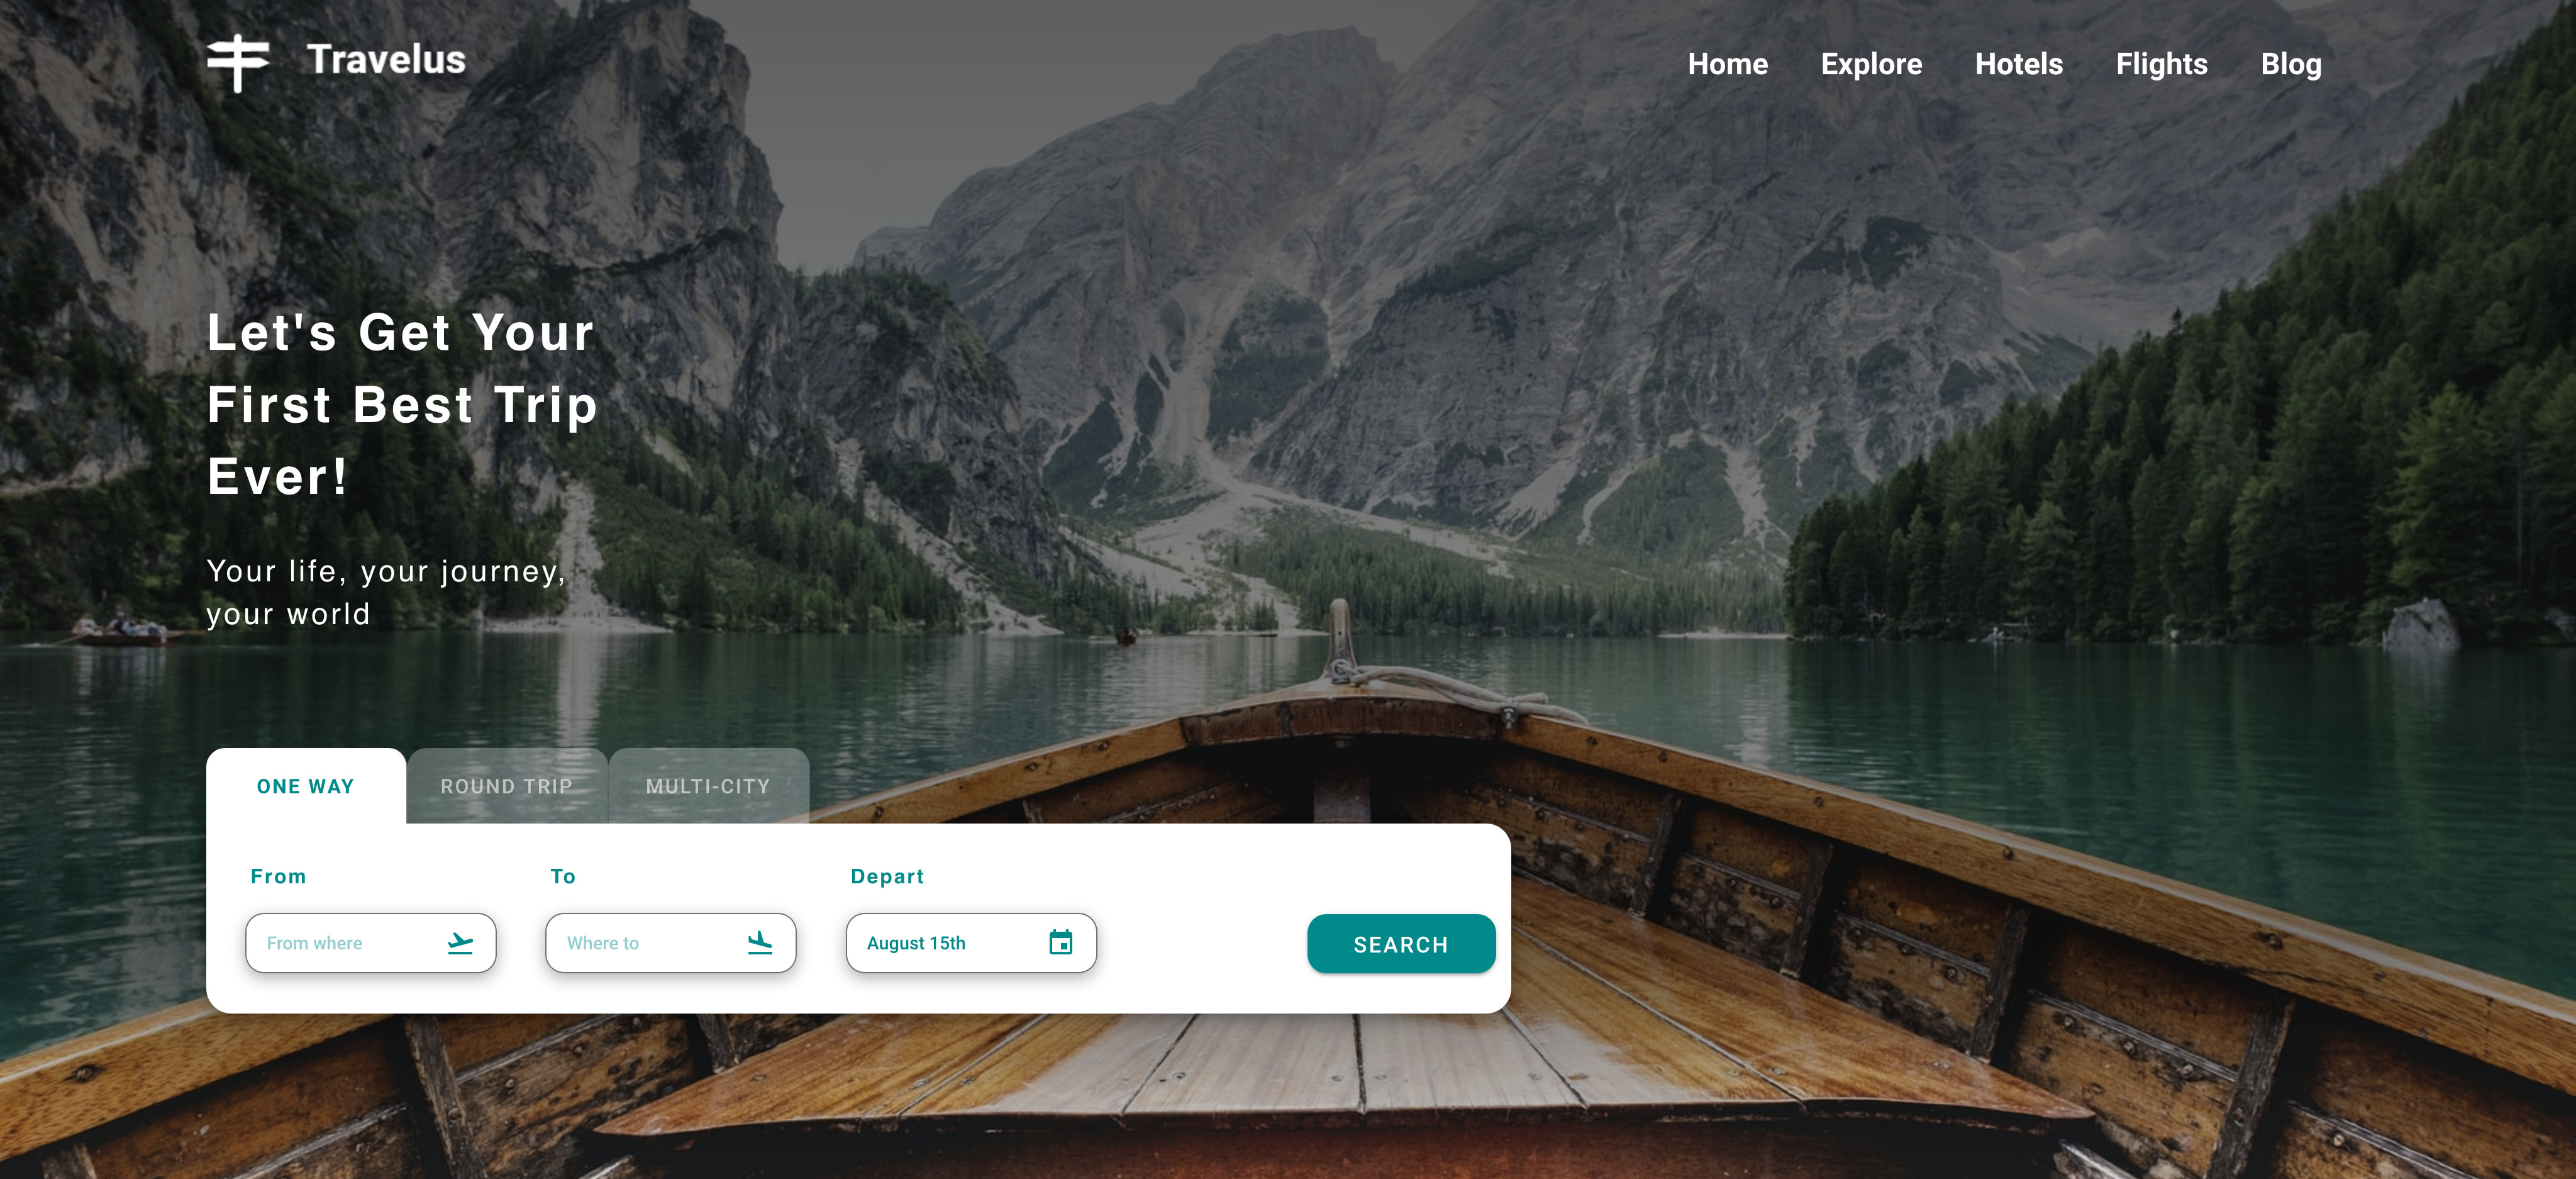 Travelus
Home Explore Hotels Flights Blog
Let's Get Your
First Best Trip
Ever!
Your life, your journey,
your world
ONE WAY ROUND TRIP MULTI-CITY
From To Depart
From where Where to August 15th SEARCH